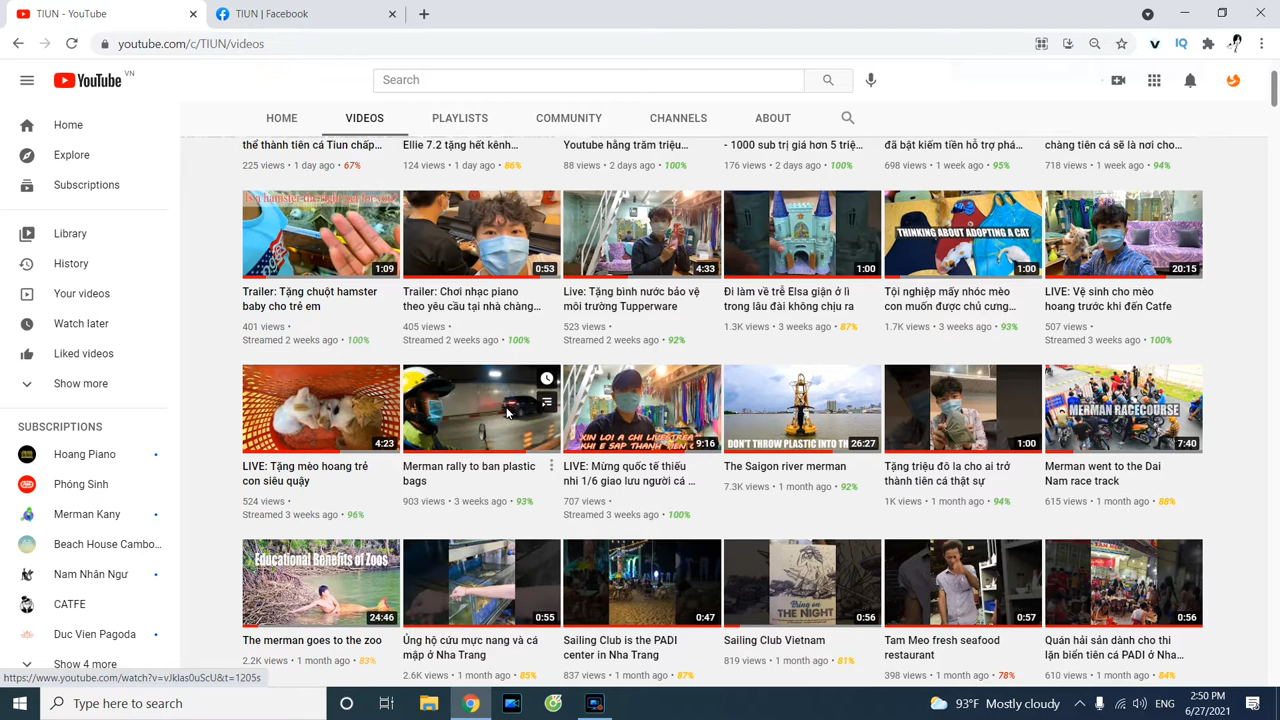 TIUN - YouTube
TIUN | Facebook
youtube.com/c/TIUN/videos
YouTube VN
Search
HOME VIDEOS PLAYLISTS COMMUNITY CHANNELS ABOUT
Home
Explore
Subscriptions
Library
History
Your videos
Watch later
Liked videos
Show more
SUBSCRIPTIONS
Hoang Piano
Phóng Sinh
Merman Kany
Beach House Cambo...
Nam Nhân Ngư
CATFE
Duc Vien Pagoda
Show 4 more
thể thành tiên cá Tiun chấp...
225 views • 1 day ago • 67%
Ellie 7.2 tặng hết kênh...
124 views • 1 day ago • 86%
Youtube hằng trăm triệu...
88 views • 2 days ago • 100%
- 1000 sub trị giá hơn 5 triệ...
176 views • 2 days ago • 100%
đã bật kiếm tiền hỗ trợ phá...
698 views • 1 week ago • 95%
chàng tiên cá sẽ là nơi cho...
718 views • 1 week ago • 94%
1:09
Trailer: Tặng chuột hamster
baby cho trẻ em
401 views •
Streamed 2 weeks ago • 100%
0:53
Trailer: Chơi nhạc piano
theo yêu cầu tại nhà chàng...
405 views •
Streamed 2 weeks ago • 100%
4:33
Live: Tặng bình nước bảo vệ
môi trường Tupperware
523 views •
Streamed 2 weeks ago • 92%
1:00
Đi làm về trễ Elsa giận ở lì
trong lâu đài không chịu ra
1.3K views • 3 weeks ago • 87%
THINKING ABOUT ADOPTING A CAT
1:00
Tội nghiệp mấy nhóc mèo
con muốn được chủ cưng...
1.7K views • 3 weeks ago • 93%
20:15
LIVE: Vệ sinh cho mèo
hoang trước khi đến Catfe
507 views •
Streamed 3 weeks ago • 100%
4:23
LIVE: Tặng mèo hoang trẻ
con siêu quậy
524 views •
Streamed 3 weeks ago • 96%
Merman rally to ban plastic
bags
903 views • 3 weeks ago • 93%
XIN LOI A CHI LIVESTREA
KHI E SAP THANH TIEN C
9:16
LIVE: Mừng quốc tế thiếu
nhi 1/6 giao lưu người cá ...
707 views •
Streamed 3 weeks ago • 100%
DON'T THROW PLASTIC INTO TH
26:27
The Saigon river merman
7.3K views • 1 month ago • 92%
1:00
Tặng triệu đô la cho ai trở
thành tiên cá thật sự
1K views • 1 month ago • 94%
MERMAN RACECOURSE
7:40
Merman went to the Dai
Nam race track
615 views • 1 month ago • 88%
Educational Benefits of Zoos
24:46
The merman goes to the zoo
2.2K views • 1 month ago • 83%
0:55
Ủng hộ cứu mực nang và cá
mập ở Nha Trang
2.6K views • 1 month ago • 85%
0:47
Sailing Club is the PADI
center in Nha Trang
837 views • 1 month ago • 87%
Bring on
THE NIGHT
0:56
Sailing Club Vietnam
819 views • 1 month ago • 81%
0:57
Tam Meo fresh seafood
restaurant
398 views • 1 month ago • 78%
0:56
Quán hải sản dành cho thi
lặn biển tiên cá PADI ở Nha...
610 views • 1 month ago • 84%
https://www.youtube.com/watch?v=vJklas0uScU&t=1205s
Type here to search
93°F Mostly cloudy
ENG
2:50 PM
6/27/2021